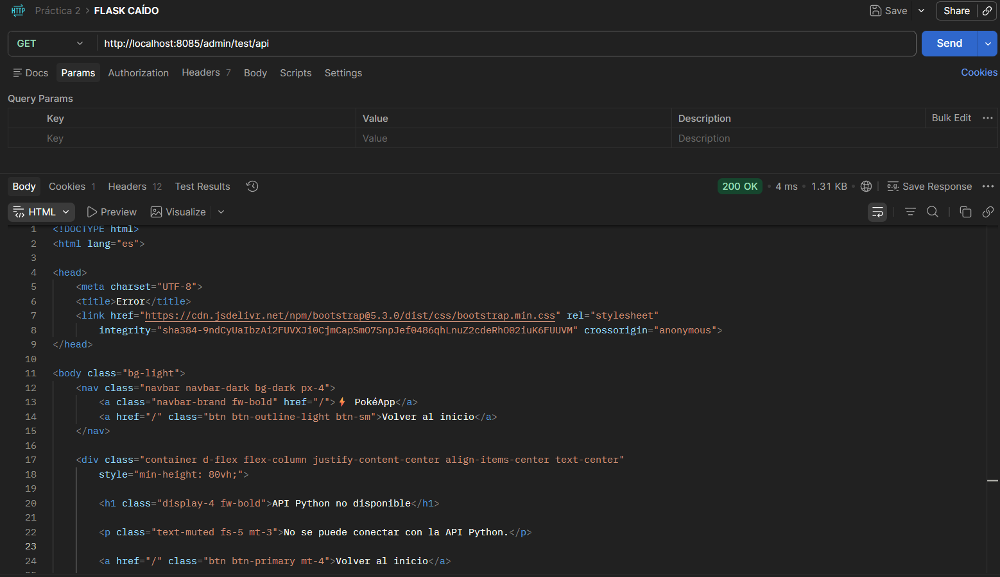 HTTP Práctica 2 > FLASK CAÍDO Save Share
GET http://localhost:8085/admin/test/api Send
Docs Params Authorization Headers 7 Body Scripts Settings Cookies
Query Params
Key Value Description Bulk Edit
Key Value Description
Body Cookies 1 Headers 12 Test Results 200 OK 4 ms 1.31 KB e.g. Save Response
HTML Preview Visualize
1 <!DOCTYPE html>
2 <html lang="es">
3
4 <head>
5 <meta charset="UTF-8">
6 <title>Error</title>
7 <link href="https://cdn.jsdelivr.net/npm/bootstrap@5.3.0/dist/css/bootstrap.min.css" rel="stylesheet"
8 integrity="sha384-9ndCyUaIbzAi2FUVXJi0CjmCapSmO7SnpJef0486qhLnuZ2cdeRhO02iuK6FUUVM" crossorigin="anonymous">
9 </head>
10
11 <body class="bg-light">
12 <nav class="navbar navbar-dark bg-dark px-4">
13 <a class="navbar-brand fw-bold" href="/">⚡ PokéApp</a>
14 <a href="/" class="btn btn-outline-light btn-sm">Volver al inicio</a>
15 </nav>
16
17 <div class="container d-flex flex-column justify-content-center align-items-center text-center"
18 style="min-height: 80vh;">
19
20 <h1 class="display-4 fw-bold">API Python no disponible</h1>
21
22 <p class="text-muted fs-5 mt-3">No se puede conectar con la API Python.</p>
23
24 <a href="/" class="btn btn-primary mt-4">Volver al inicio</a>